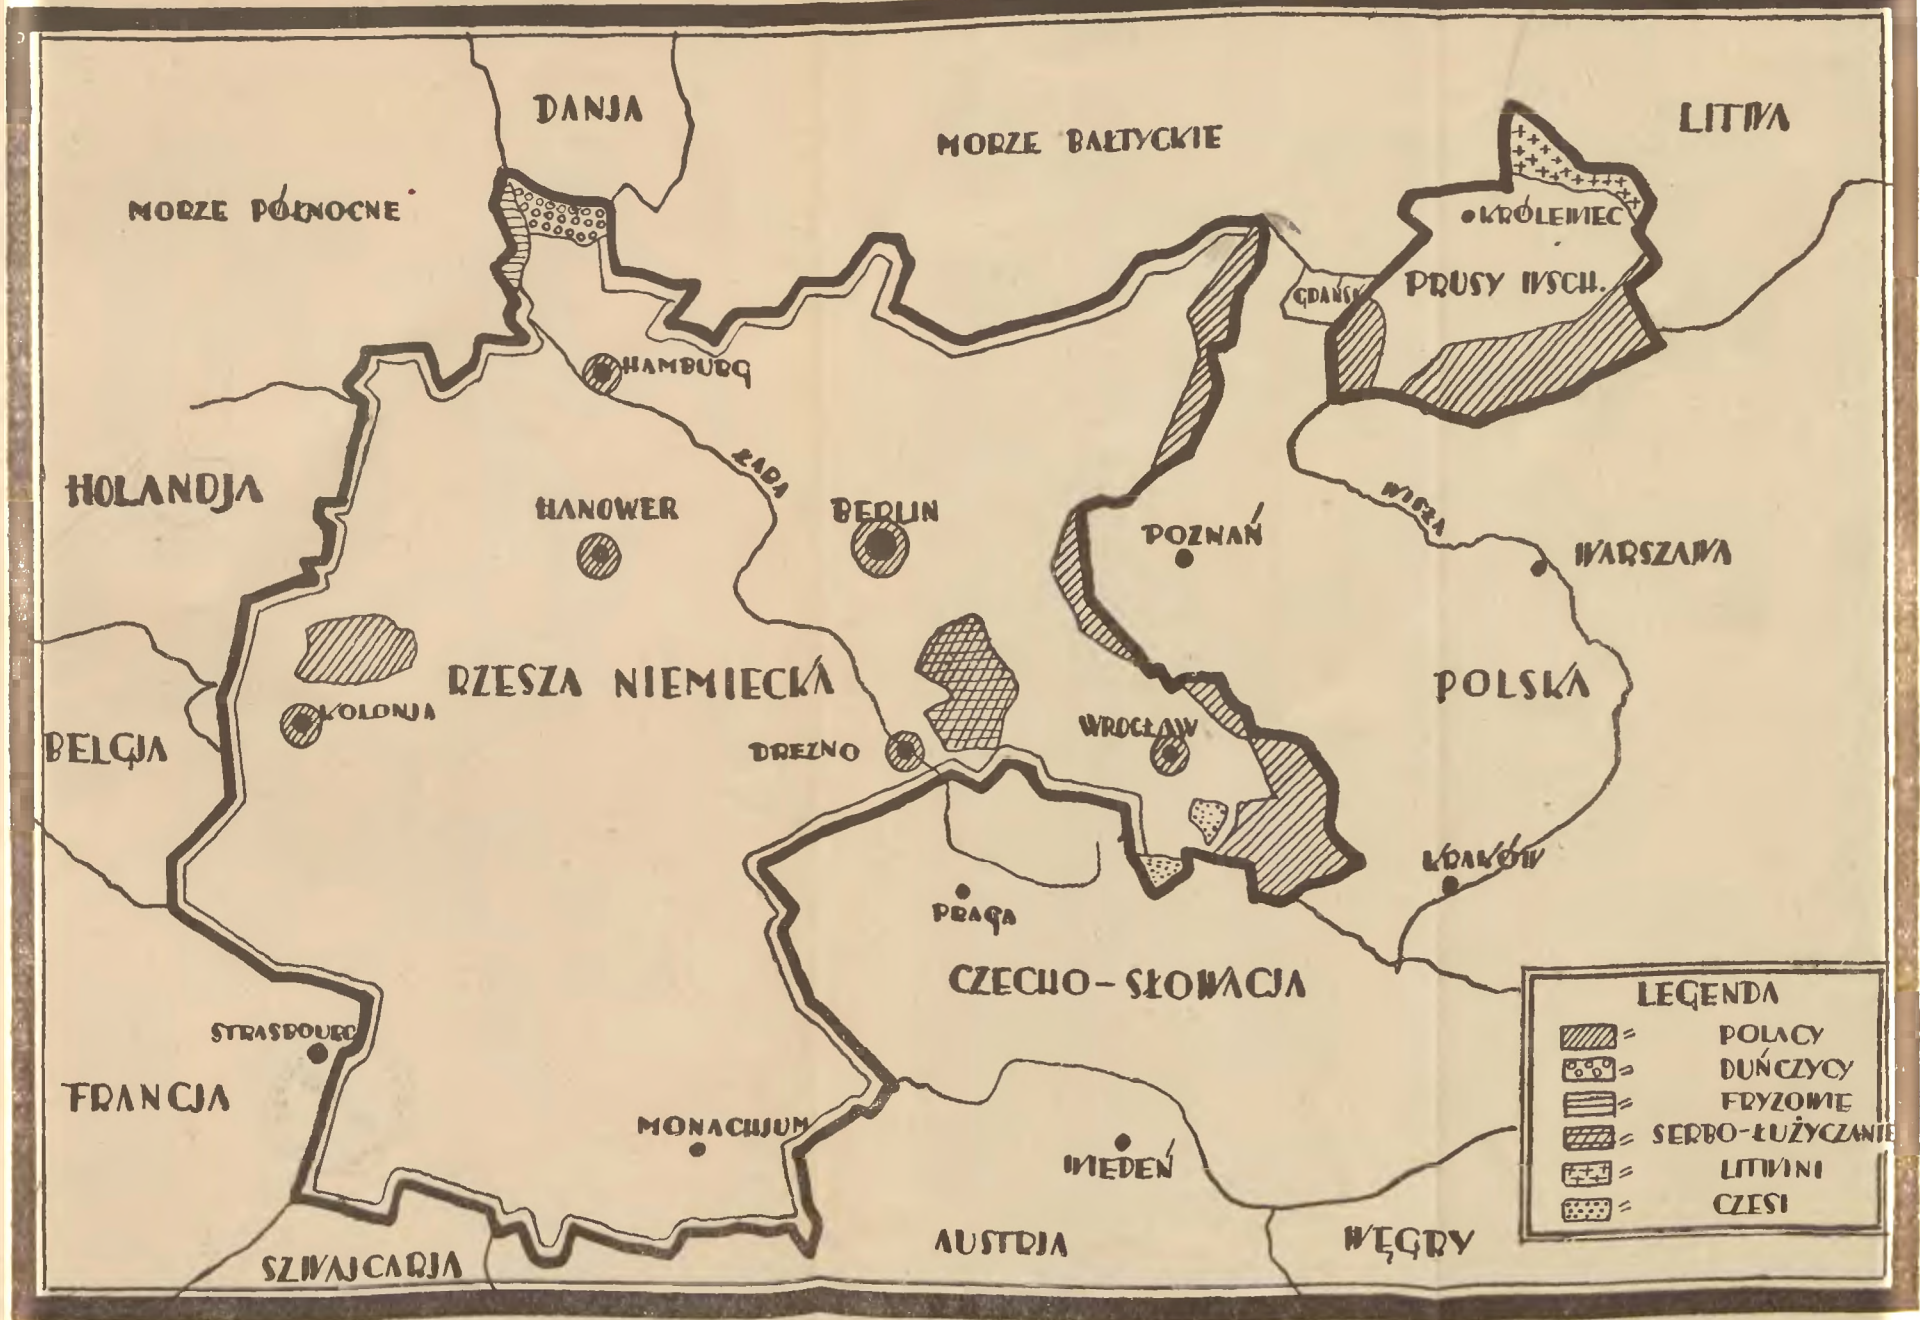 DANJA
MORZE BAŁTYCKIE
LITWA
MORZE PÓŁNOCNE
KRÓLEWIEC
PRUSY WSCH.
GDAŃSK
HAMBURG
HOLANDJA
ŁABA
HANOWER
BERLIN
WISŁA
POZNAŃ
WARSZAWA
RZESZA NIEMIECKA
POLSKA
KOLONJA
BELGJA
DREZNO
WROCŁAW
KRAKÓW
PRAGA
CZECHO-SŁOWACJA
STRASBOURG
FRANCJA
MONACHJUM
WIEDEŃ
AUSTRJA
WĘGRY
SZWAJCARJA
LEGENDA
= POLACY
= DUŃCZYCY
= FRYZOWIE
= SERBO-ŁUŻYCZANIE
= LITWINI
= CZESI